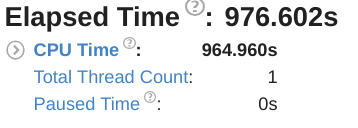 Elapsed Time ?: 976.602s
CPU Time ?: 964.960s
Total Thread Count: 1
Paused Time ?: 0s